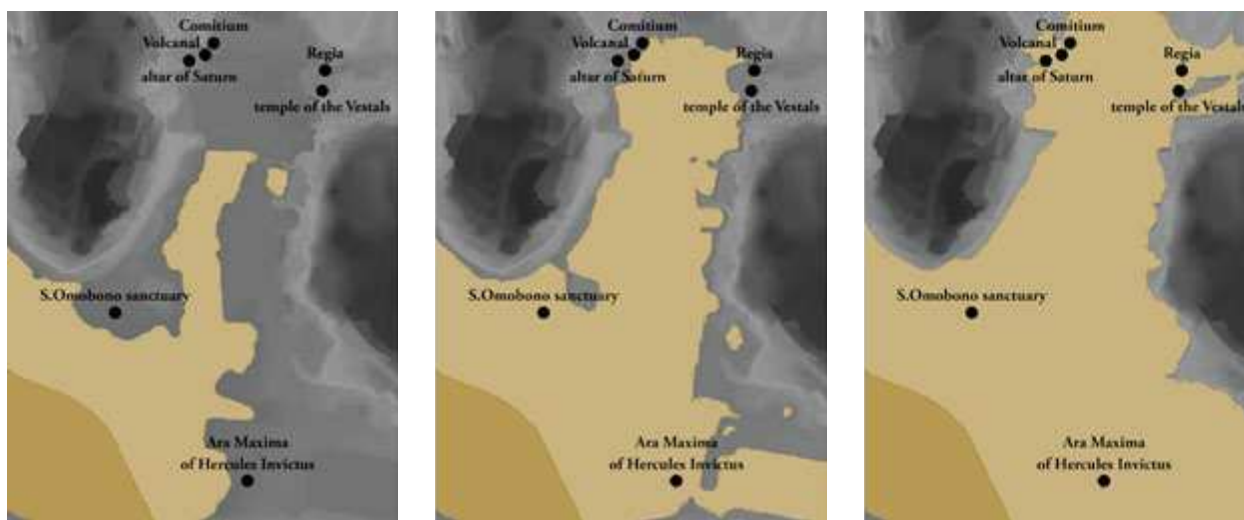 Comitium
Volcanal
altar of Saturn
Regia
temple of the Vestals
S.Omobono sanctuary
Ara Maxima
of Hercules Invictus
Comitium
Volcanal
altar of Saturn
Regia
temple of the Vestals
S.Omobono sanctuary
Ara Maxima
of Hercules Invictus
Comitium
Volcanal
altar of Saturn
Regia
temple of the Vestals
S.Omobono sanctuary
Ara Maxima
of Hercules Invictus